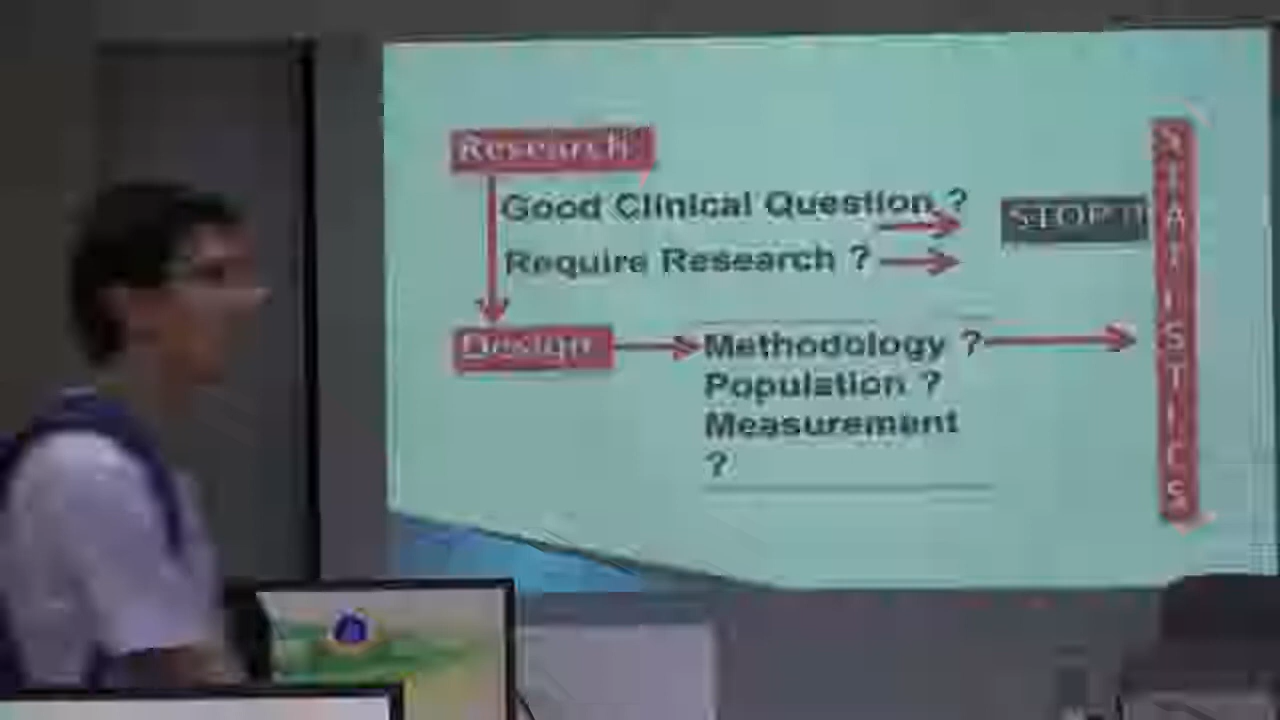 Research
Good Clinical Question ?
STOP !!
Require Research ?
Design
Methodology ?
Population ?
Measurement
?
STATISTICS